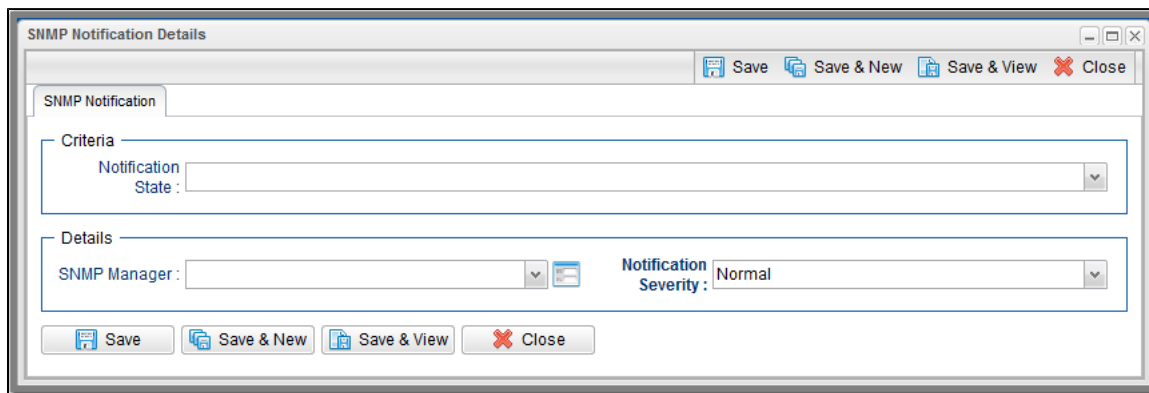 SNMP Notification Details
Save Save & New Save & View Close
SNMP Notification
Criteria
Notification
State :
Details
SNMP Manager :
Notification
Severity :
Normal
Save Save & New Save & View Close